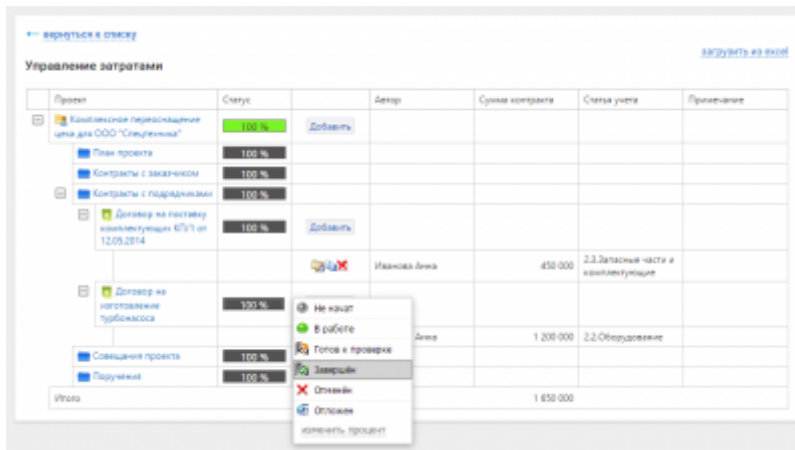 вернуться к списку
загрузить из excel
Управление затратами
Проект Статус Автор Сумма контракта Статья учета Примечание
Комплексное переоснащение
цеха для ООО "Спецтехника" 100 % Добавить
План проекта 100 %
Контракты с заказчиком 100 %
Контракты с подрядчиками 100 %
Договор на поставку
комплектующих КП/1 от
12.05.2014
100 % Добавить
Иванова Анна 450 000 2.3.Запасные части и
комплектующие
Договор на
изготовление
турбонасоса
100 %
Анна 1 200 000 2.2.Оборудование
Совещания проекта 100 %
Поручения 100 %
Итого 1 650 000
Не начат
В работе
Готов к проверке
Завершён
Отменён
Отложен
изменить процент